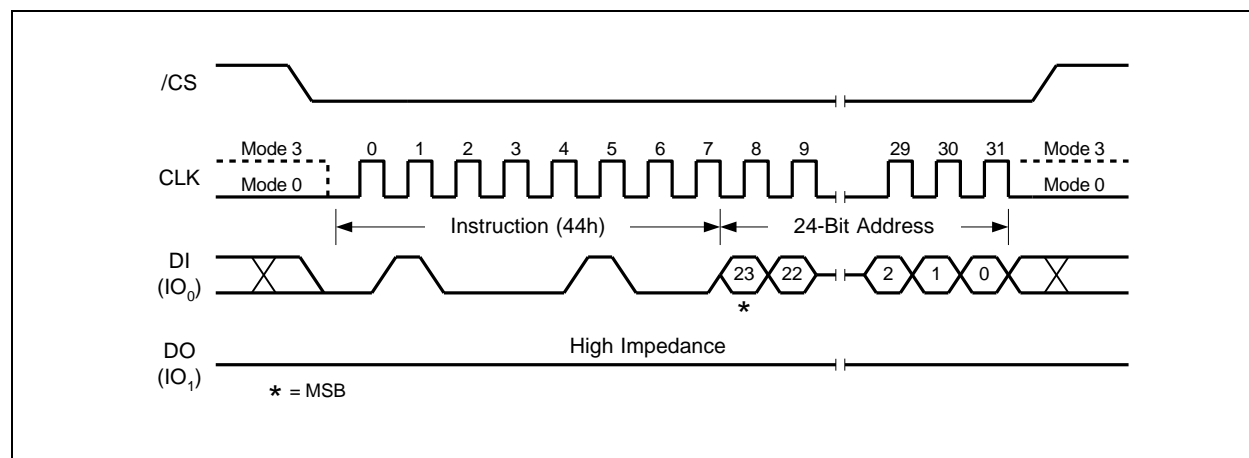 /CS
Mode 3 0 1 2 3 4 5 6 7 8 9 29 30 31 Mode 3
CLK Mode 0 Mode 0
Instruction (44h) 24-Bit Address
DI
(IO0) 23 22 2 1 0
*
DO High Impedance
(IO1)
* = MSB